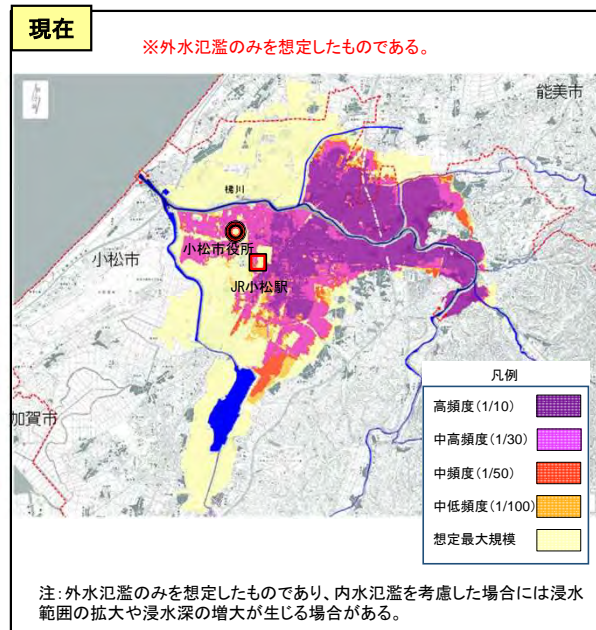 現在
※外水氾濫のみを想定したものである。
能美市
梯川
小松市
小松市役所
JR小松駅
加賀市
凡例
高頻度(1/10)
中高頻度(1/30)
中頻度(1/50)
中低頻度(1/100)
想定最大規模
注:外水氾濫のみを想定したものであり、内水氾濫を考慮した場合には浸水
範囲の拡大や浸水深の増大が生じる場合がある。